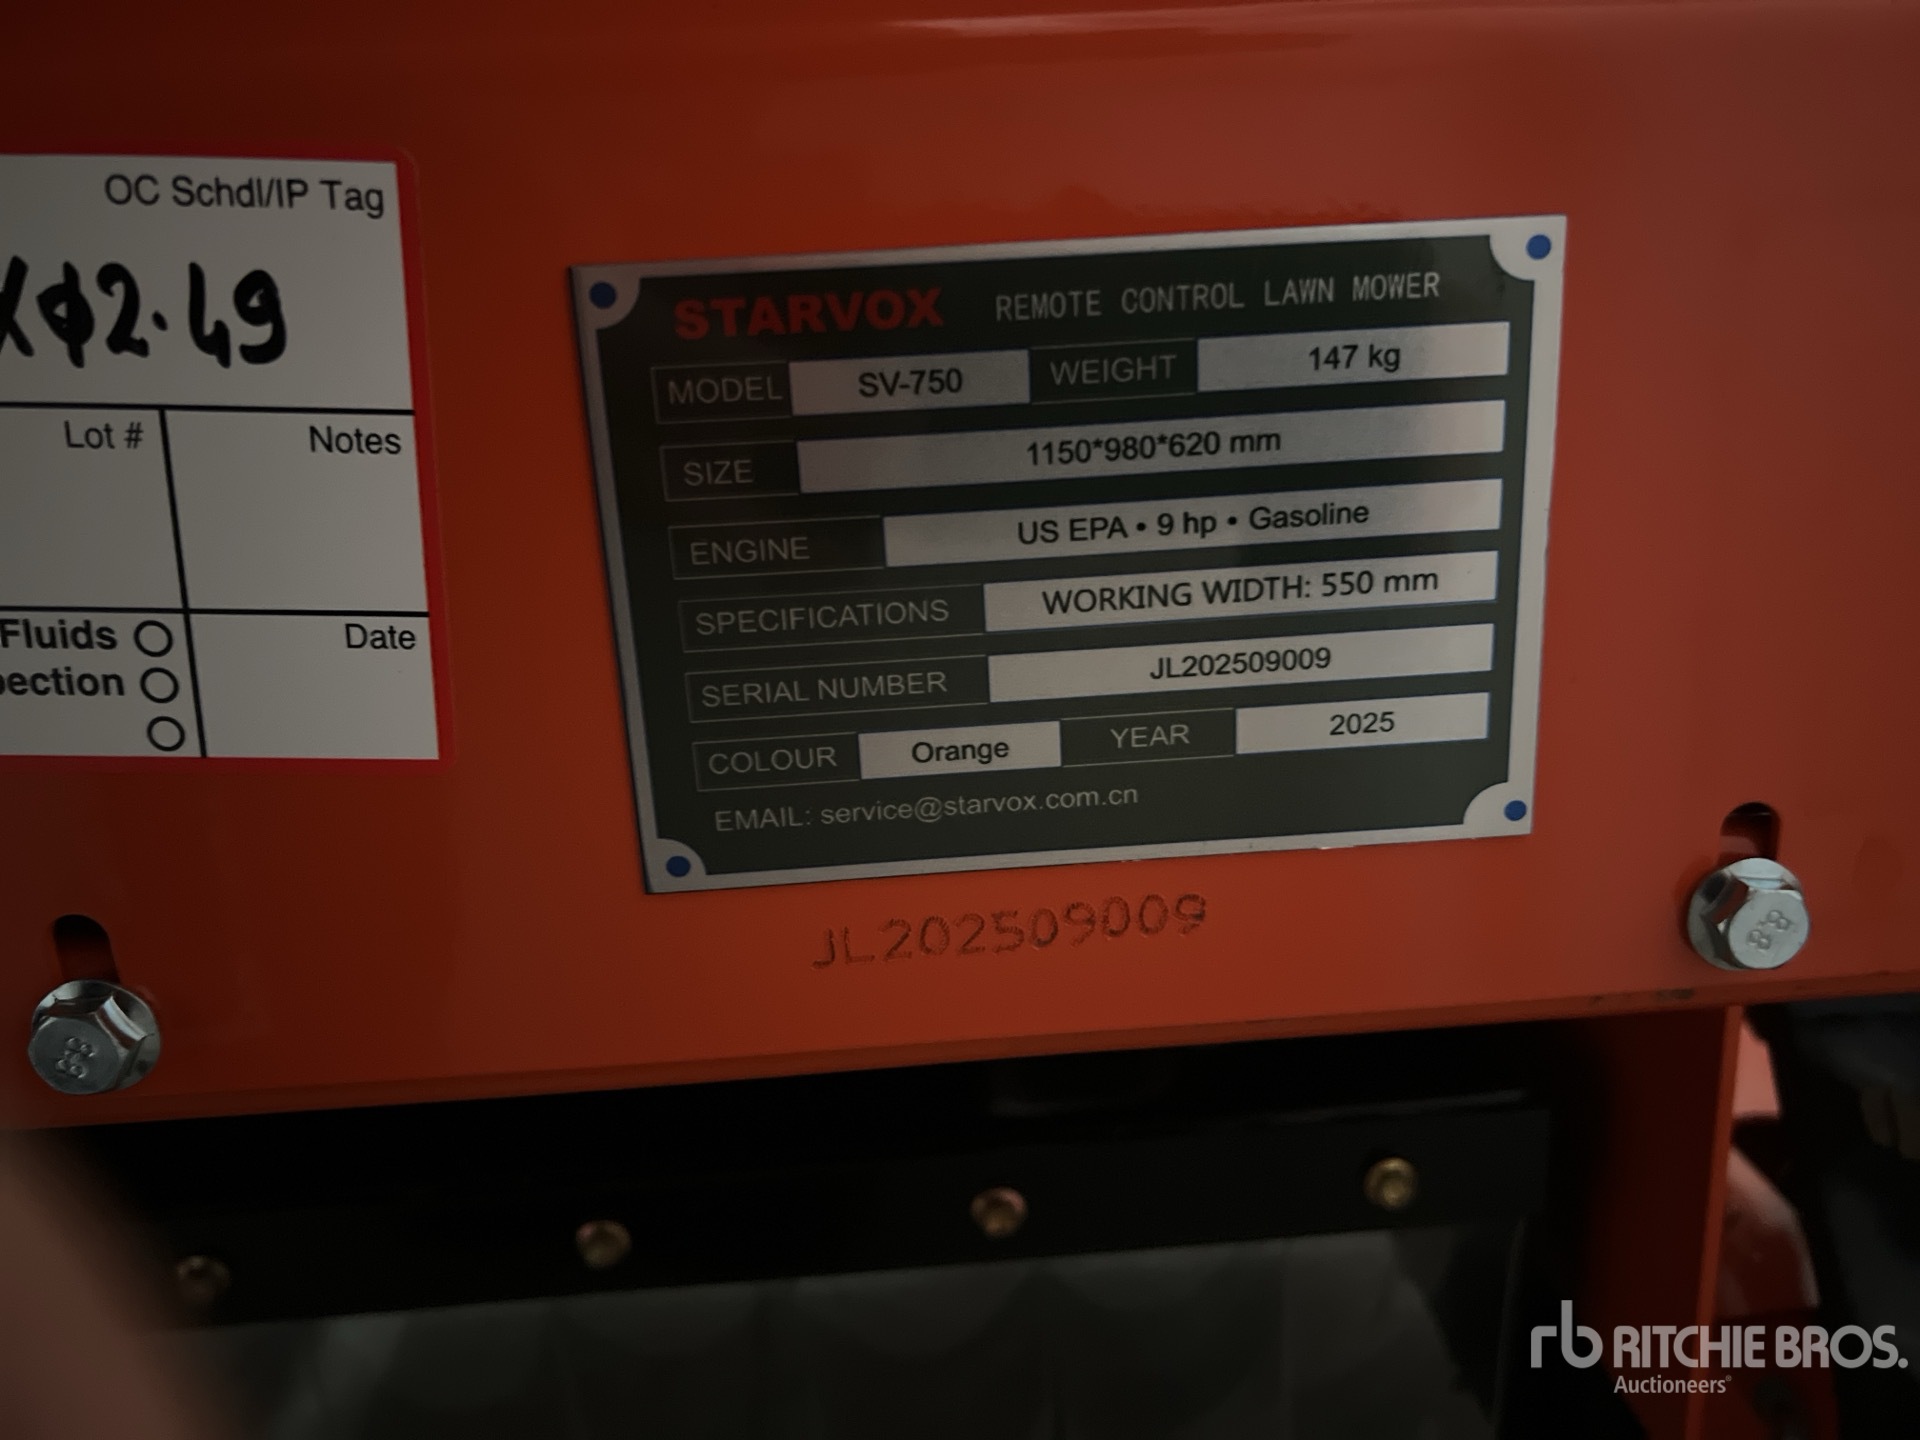 OC Schdl/IP Tag
02.49
Lot #
Notes
Fluids
Date
STARVOX REMOTE CONTROL LAWN MOWER
MODEL SV-750 WEIGHT 147 kg
SIZE 1150*980*620 mm
ENGINE US EPA • 9 hp • Gasoline
SPECIFICATIONS WORKING WIDTH: 550 mm
SERIAL NUMBER JL202509009
COLOUR Orange YEAR 2025
EMAIL: service@starvox.com.cn
JL202509009
8.8
8.8
rb RITCHIE BROS.
Auctioneers®